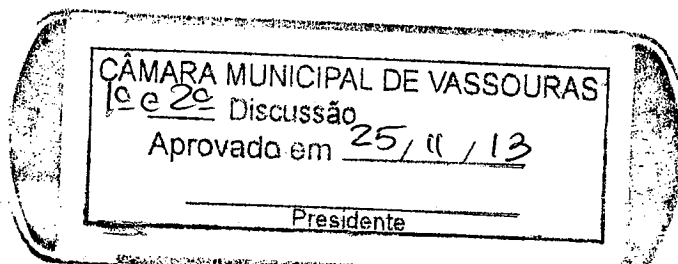 CÂMARA MUNICIPAL DE VASSOURAS
1ª e 2ª Discussão
Aprovado em 25/11/13
Presidente